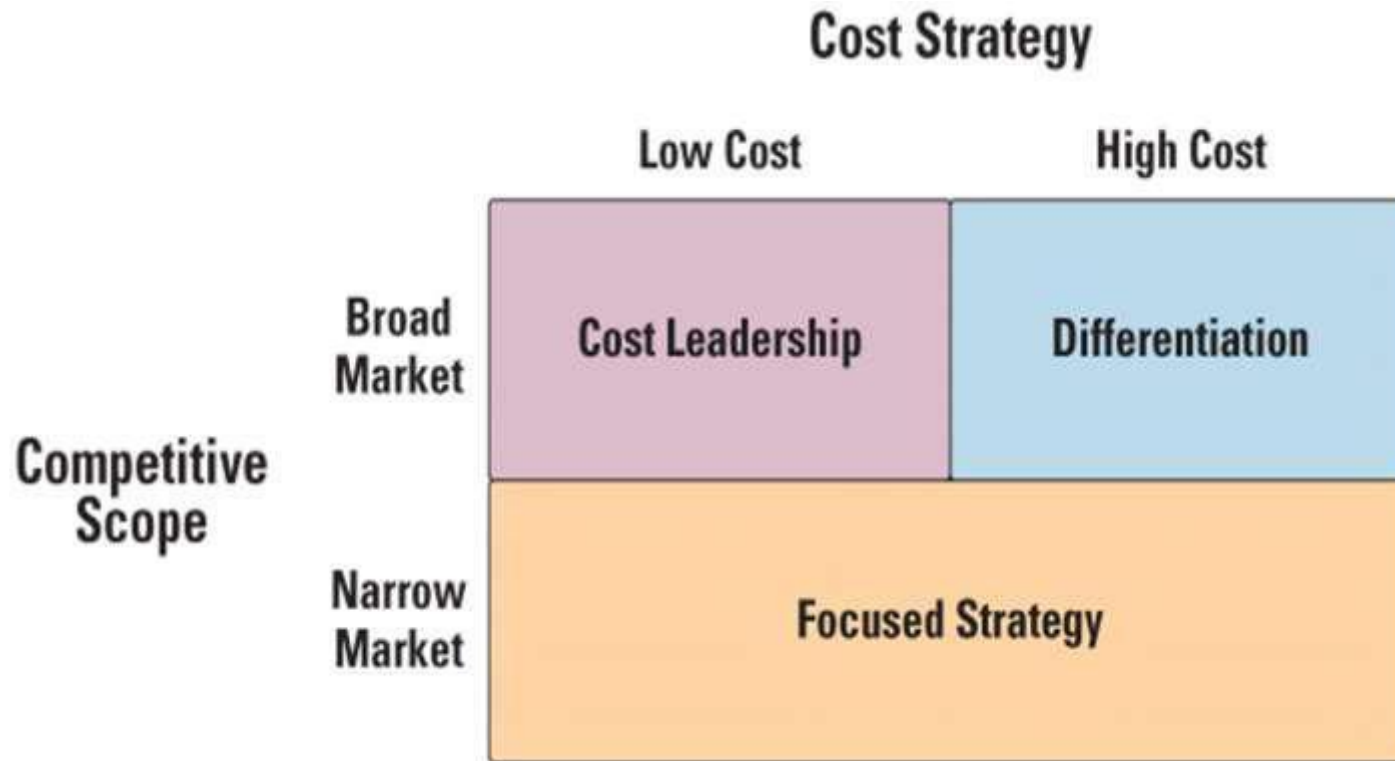 Cost Strategy
Low Cost
High Cost
Broad
Market
Cost Leadership
Differentiation
Competitive
Scope
Narrow
Market
Focused Strategy